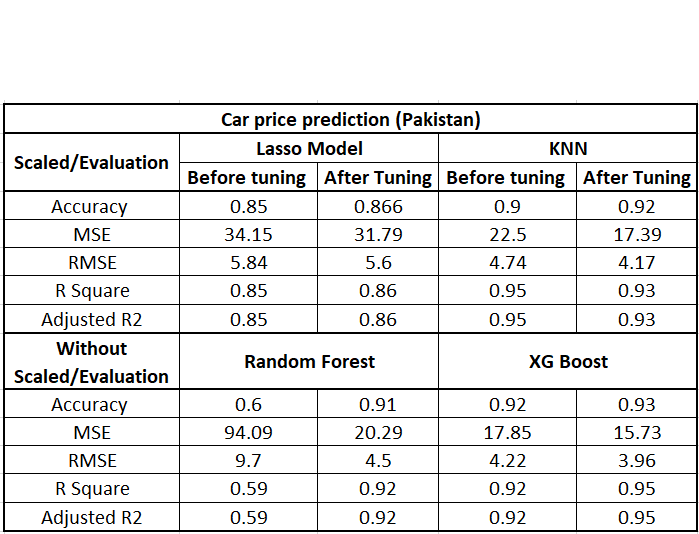 Car price prediction (Pakistan)
Scaled/Evaluation Lasso Model KNN
Before tuning After Tuning Before tuning After Tuning
Accuracy 0.85 0.866 0.9 0.92
MSE 34.15 31.79 22.5 17.39
RMSE 5.84 5.6 4.74 4.17
R Square 0.85 0.86 0.95 0.93
Adjusted R2 0.85 0.86 0.95 0.93
Without
Scaled/Evaluation Random Forest XG Boost
Accuracy 0.6 0.91 0.92 0.93
MSE 94.09 20.29 17.85 15.73
RMSE 9.7 4.5 4.22 3.96
R Square 0.59 0.92 0.92 0.95
Adjusted R2 0.59 0.92 0.92 0.95